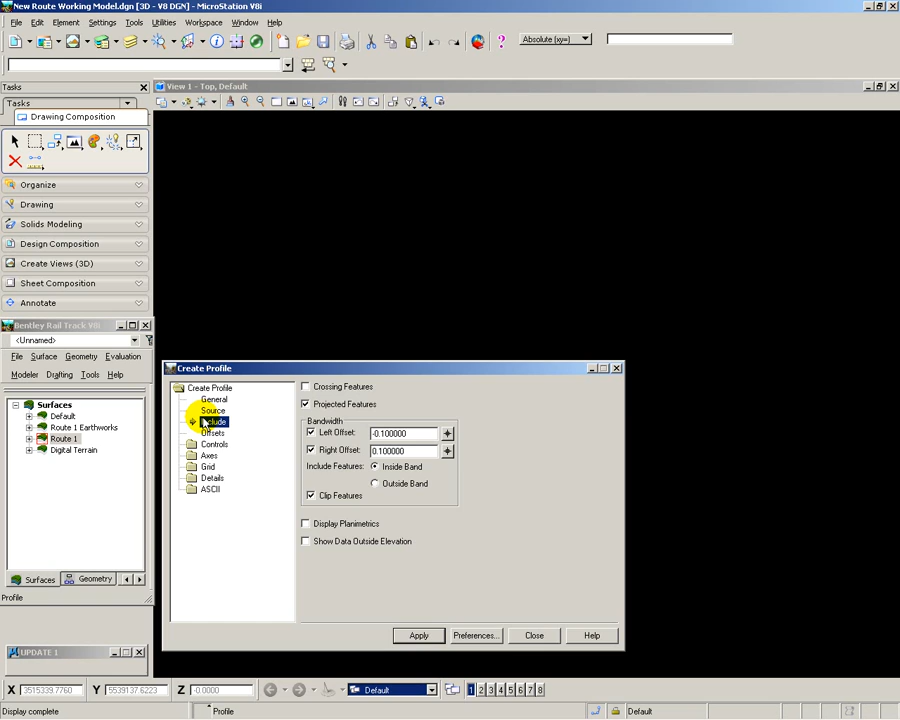 New Route Working Model.dgn [3D - V8 DGN] - MicroStation V8i
File Edit Element Settings Tools Utilities Workspace Window Help
Absolute (xy=)
Tasks
View 1 - Top, Default
Tasks
Drawing Composition
Organize
Drawing
Solids Modeling
Design Composition
Create Views (3D)
Sheet Composition
Annotate
Bentley Rail Track V8i
<Unnamed>
File Surface Geometry Evaluation
Modeler Drafting Tools Help
Surfaces
Default
Route 1 Earthworks
Route 1
Digital Terrain
Surfaces Geometry
Profile
Create Profile
Create Profile
General
Source
Include
Offsets
Controls
Axes
Grid
Details
ASCII
Crossing Features
Projected Features
Bandwidth
Left Offset: -0.100000
Right Offset: 0.100000
Include Features: Inside Band
Outside Band
Clip Features
Display Planimetrics
Show Data Outside Elevation
Apply Preferences... Close Help
UPDATE 1
X 3515339.7760 Y 5539137.6223 Z -0.0000 Default 1 2 3 4 5 6 7 8
Display complete Profile Default